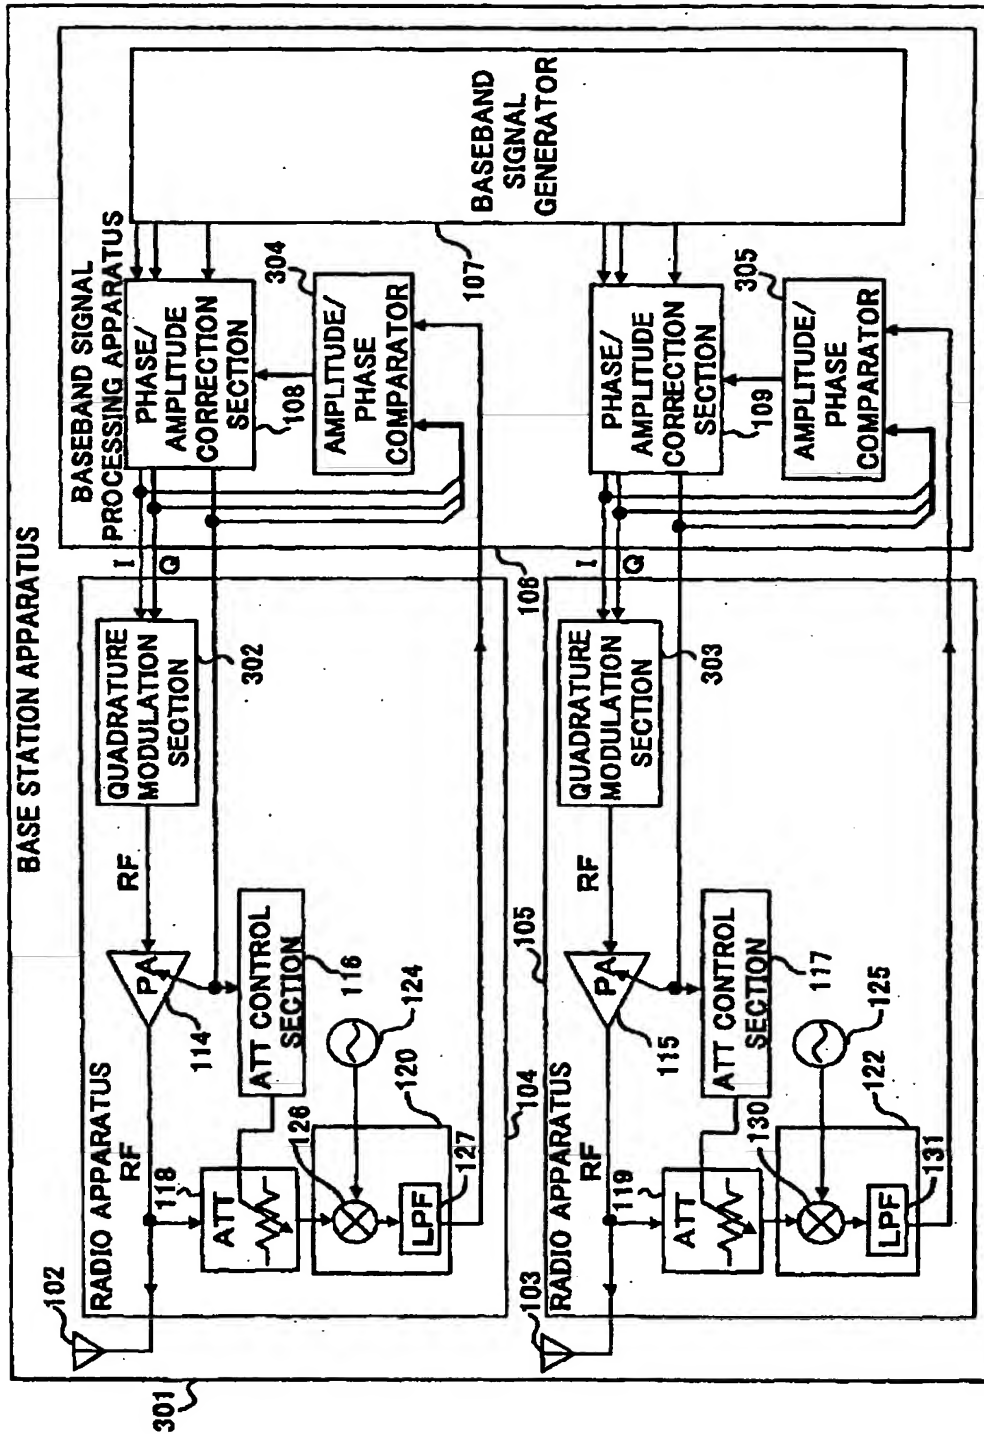 BASE STATION APPARATUS
301
102
RADIO APPARATUS
RF
PA
114
RF
QUADRATURE
MODULATION
SECTION
302
118
ATT
ATT CONTROL
SECTION
116
124
126
120
LPF
127
104
I
Q
BASEBAND SIGNAL
PROCESSING APPARATUS
PHASE/
AMPLITUDE
CORRECTION
SECTION
108
304
AMPLITUDE/
PHASE
COMPARATOR
106
BASEBAND
SIGNAL
GENERATOR
107
103
RADIO APPARATUS
105
RF
PA
115
RF
QUADRATURE
MODULATION
SECTION
303
119
ATT
ATT CONTROL
SECTION
117
125
130
122
LPF
131
I
Q
PHASE/
AMPLITUDE
CORRECTION
SECTION
109
305
AMPLITUDE/
PHASE
COMPARATOR